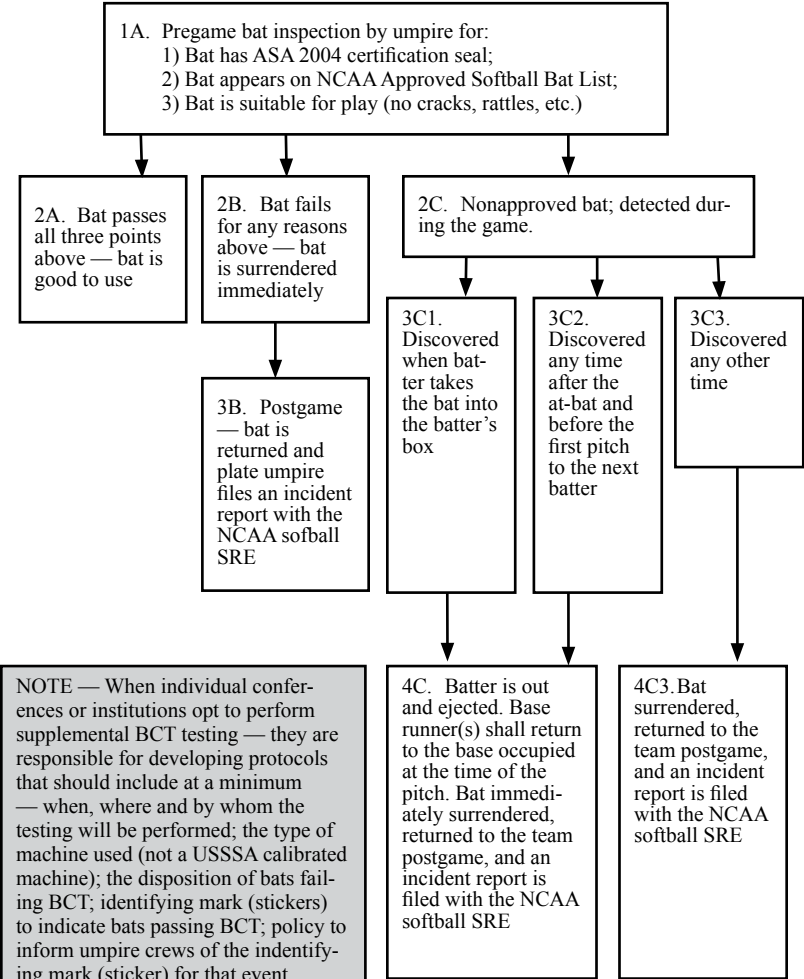 1A. Pregame bat inspection by umpire for:
1) Bat has ASA 2004 certification seal;
2) Bat appears on NCAA Approved Softball Bat List;
3) Bat is suitable for play (no cracks, rattles, etc.)
2A. Bat passes
all three points
above — bat is
good to use
2B. Bat fails
for any reasons
above — bat
is surrendered
immediately
2C. Nonapproved bat; detected dur-
ing the game.
3B. Postgame
— bat is
returned and
plate umpire
files an incident
report with the
NCAA sofball
SRE
3C1.
Discovered
when bat-
ter takes
the bat into
the batter’s
box
3C2.
Discovered
any time
after the
at-bat and
before the
first pitch
to the next
batter
3C3.
Discovered
any other
time
NOTE — When individual confer-
ences or institutions opt to perform
supplemental BCT testing — they are
responsible for developing protocols
that should include at a minimum
— when, where and by whom the
testing will be performed; the type of
machine used (not a USSSA calibrated
machine); the disposition of bats fail-
ing BCT; identifying mark (stickers)
to indicate bats passing BCT; policy to
inform umpire crews of the indentify-
ing mark (sticker) for that event
4C. Batter is out
and ejected. Base
runner(s) shall return
to the base occupied
at the time of the
pitch. Bat immedi-
ately surrendered,
returned to the team
postgame, and an
incident report is
filed with the NCAA
softball SRE
4C3.Bat
surrendered,
returned to the
team postgame,
and an incident
report is filed
with the NCAA
softball SRE